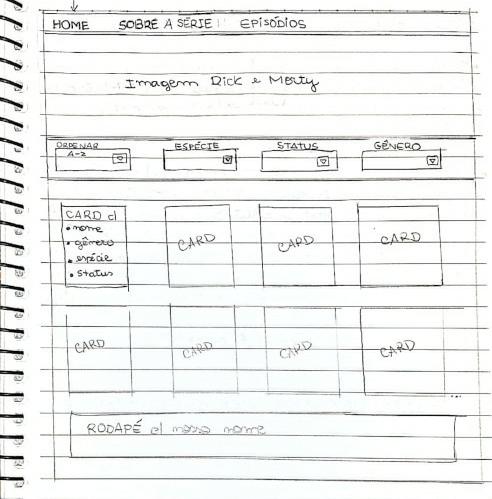 HOME SOBRE A SÉRIE EPISÓDIOS
Imagem Rick e Morty
ORDENAR ESPÉCIE STATUS GÊNERO
A-Z
CARD c/
• nome
• gênero
• espécie
• status
CARD CARD CARD
CARD CARD CARD CARD
...
RODAPÉ c/ nosso nome